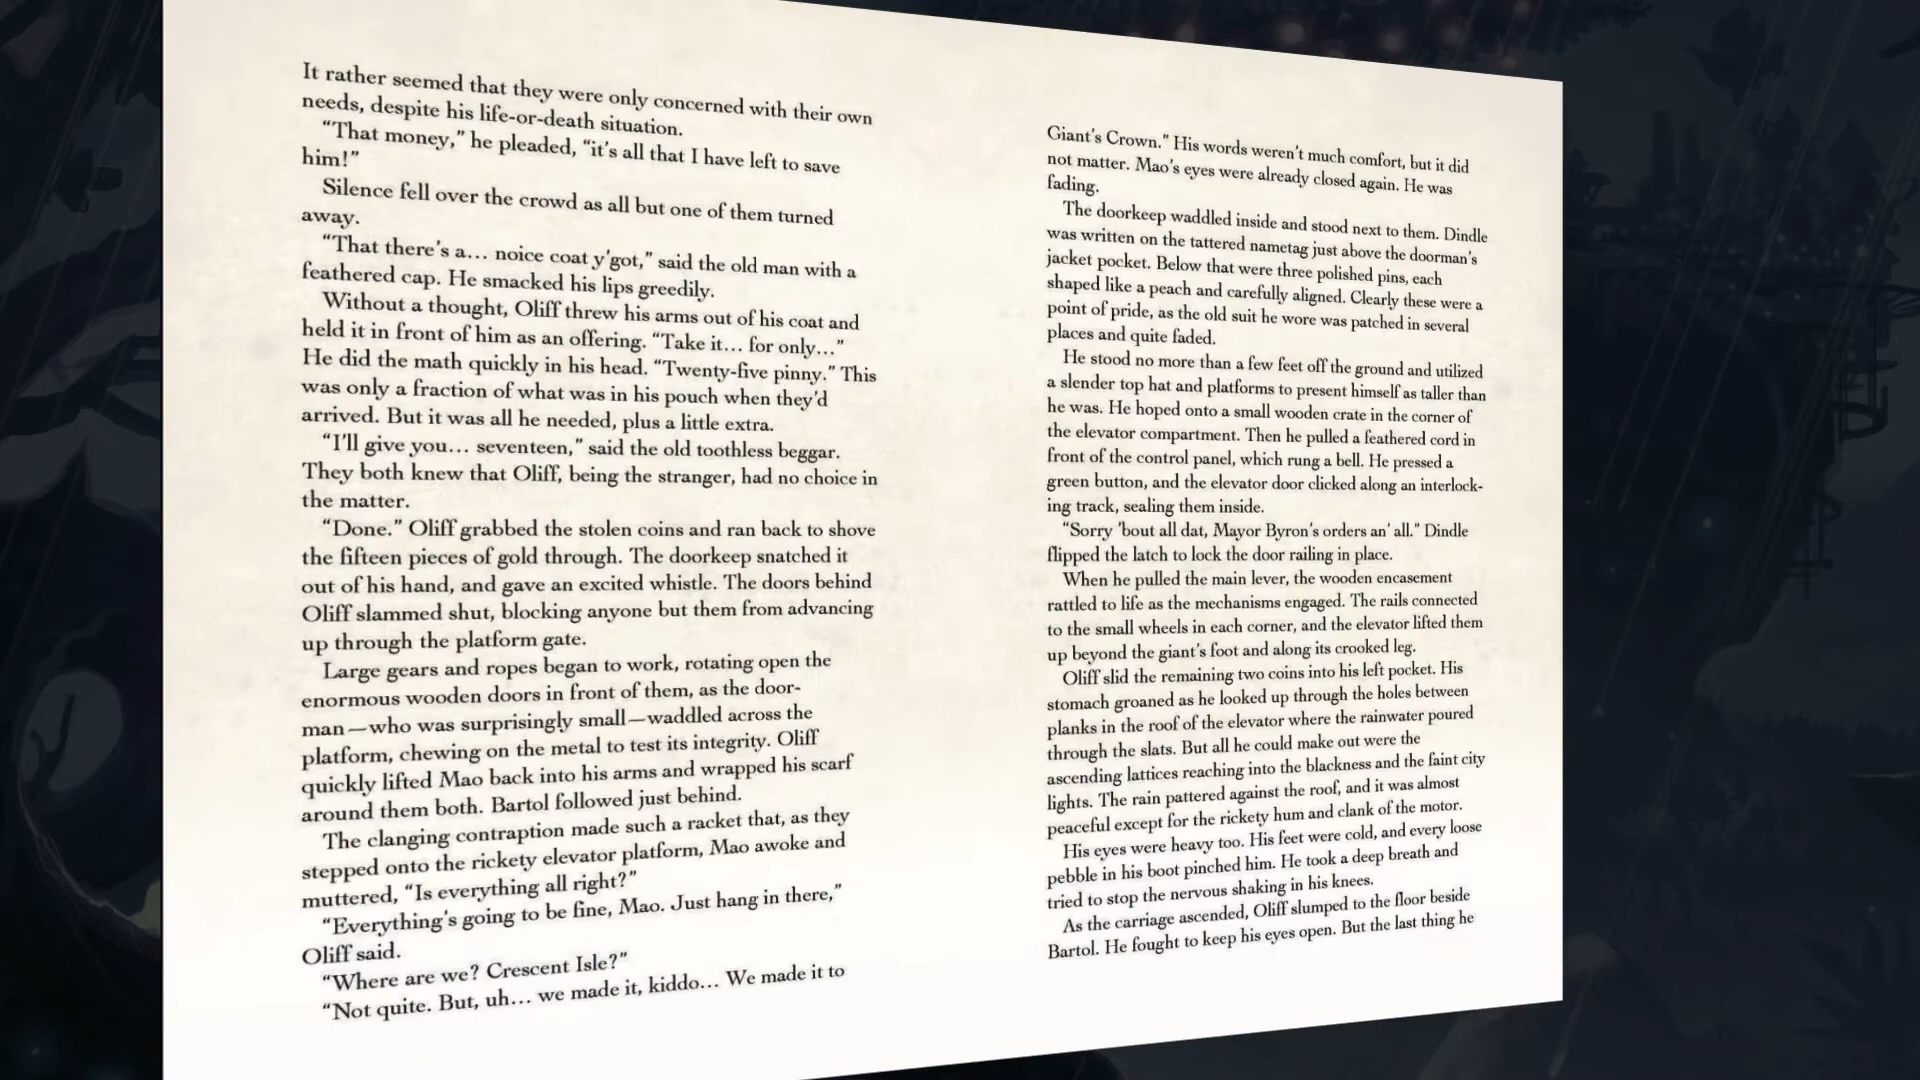 It rather seemed that they were only concerned with their own
needs, despite his life-or-death situation.
“That money,” he pleaded, “it’s all that I have left to save
him!”
Silence fell over the crowd as all but one of them turned
away.
“That there’s a… noice coat y’got,” said the old man with a
feathered cap. He smacked his lips greedily.
Without a thought, Oliff threw his arms out of his coat and
held it in front of him as an offering. “Take it… for only…”
He did the math quickly in his head. “Twenty-five pinny.” This
was only a fraction of what was in his pouch when they’d
arrived. But it was all he needed, plus a little extra.
“I’ll give you… seventeen,” said the old toothless beggar.
They both knew that Oliff, being the stranger, had no choice in
the matter.
“Done.” Oliff grabbed the stolen coins and ran back to shove
the fifteen pieces of gold through. The doorkeep snatched it
out of his hand, and gave an excited whistle. The doors behind
Oliff slammed shut, blocking anyone but them from advancing
up through the platform gate.
Large gears and ropes began to work, rotating open the
enormous wooden doors in front of them, as the door-
man—who was surprisingly small—waddled across the
platform, chewing on the metal to test its integrity. Oliff
quickly lifted Mao back into his arms and wrapped his scarf
around them both. Bartol followed just behind.
The clanging contraption made such a racket that, as they
stepped onto the rickety elevator platform, Mao awoke and
muttered, “Is everything all right?”
“Everything’s going to be fine, Mao. Just hang in there,”
Oliff said.
“Where are we? Crescent Isle?”
“Not quite. But, uh… we made it, kiddo… We made it to
Giant’s Crown.” His words weren’t much comfort, but it did
not matter. Mao’s eyes were already closed again. He was
fading.
The doorkeep waddled inside and stood next to them. Dindle
was written on the tattered nametag just above the doorman’s
jacket pocket. Below that were three polished pins, each
shaped like a peach and carefully aligned. Clearly these were a
point of pride, as the old suit he wore was patched in several
places and quite faded.
He stood no more than a few feet off the ground and utilized
a slender top hat and platforms to present himself as taller than
he was. He hoped onto a small wooden crate in the corner of
the elevator compartment. Then he pulled a feathered cord in
front of the control panel, which rung a bell. He pressed a
green button, and the elevator door clicked along an interlock-
ing track, sealing them inside.
“Sorry ’bout all dat, Mayor Byron’s orders an’ all.” Dindle
flipped the latch to lock the door railing in place.
When he pulled the main lever, the wooden encasement
rattled to life as the mechanisms engaged. The rails connected
to the small wheels in each corner, and the elevator lifted them
up beyond the giant’s foot and along its crooked leg.
Oliff slid the remaining two coins into his left pocket. His
stomach groaned as he looked up through the holes between
planks in the roof of the elevator where the rainwater poured
through the slats. But all he could make out were the
ascending lattices reaching into the blackness and the faint city
lights. The rain pattered against the roof, and it was almost
peaceful except for the rickety hum and clank of the motor.
His eyes were heavy too. His feet were cold, and every loose
pebble in his boot pinched him. He took a deep breath and
tried to stop the nervous shaking in his knees.
As the carriage ascended, Oliff slumped to the floor beside
Bartol. He fought to keep his eyes open. But the last thing he